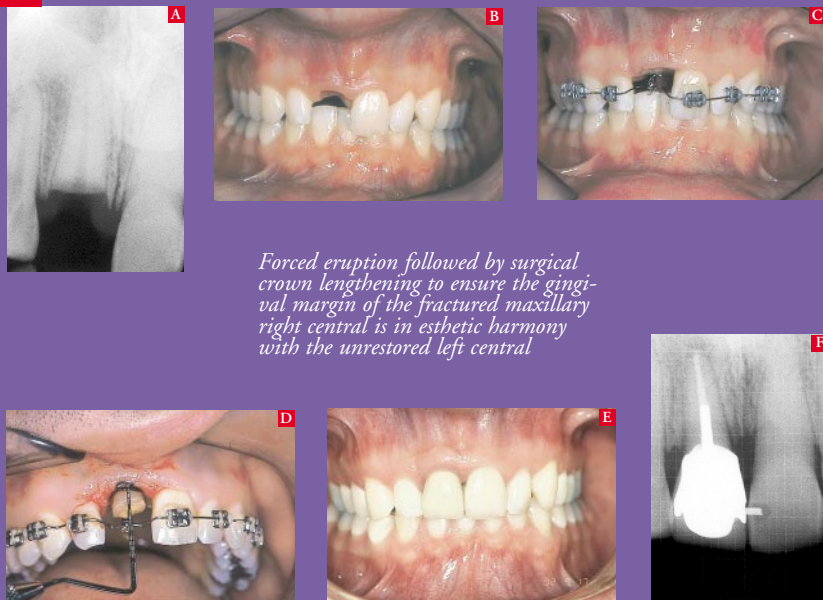 A
B
C
Forced eruption followed by surgical
crown lengthening to ensure the gingi-
val margin of the fractured maxillary
right central is in esthetic harmony
with the unrestored left central
F
D
E